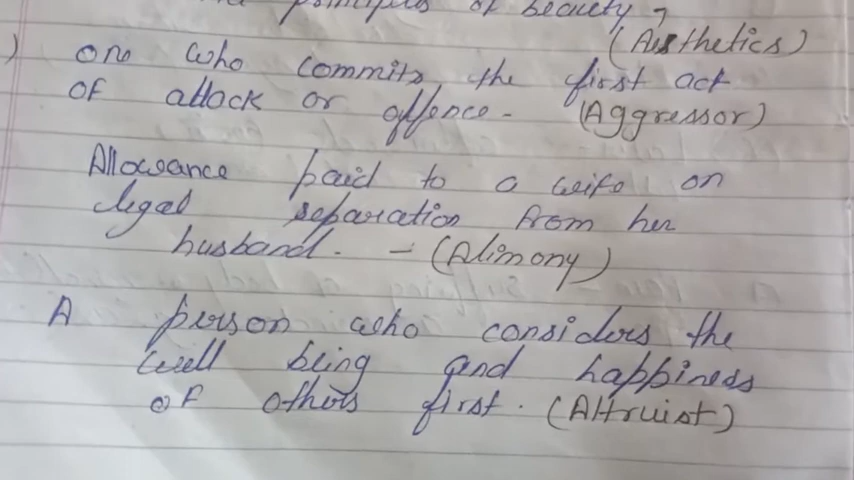 principles of beauty,
(Aesthetics)
) one who commits the first act
of attack or offence- (Aggressor)
Allowance paid to a wife on
legal separation from her
husband. - (Alimony)
A person who considers the
well being and happiness
of others first. (Altruist)